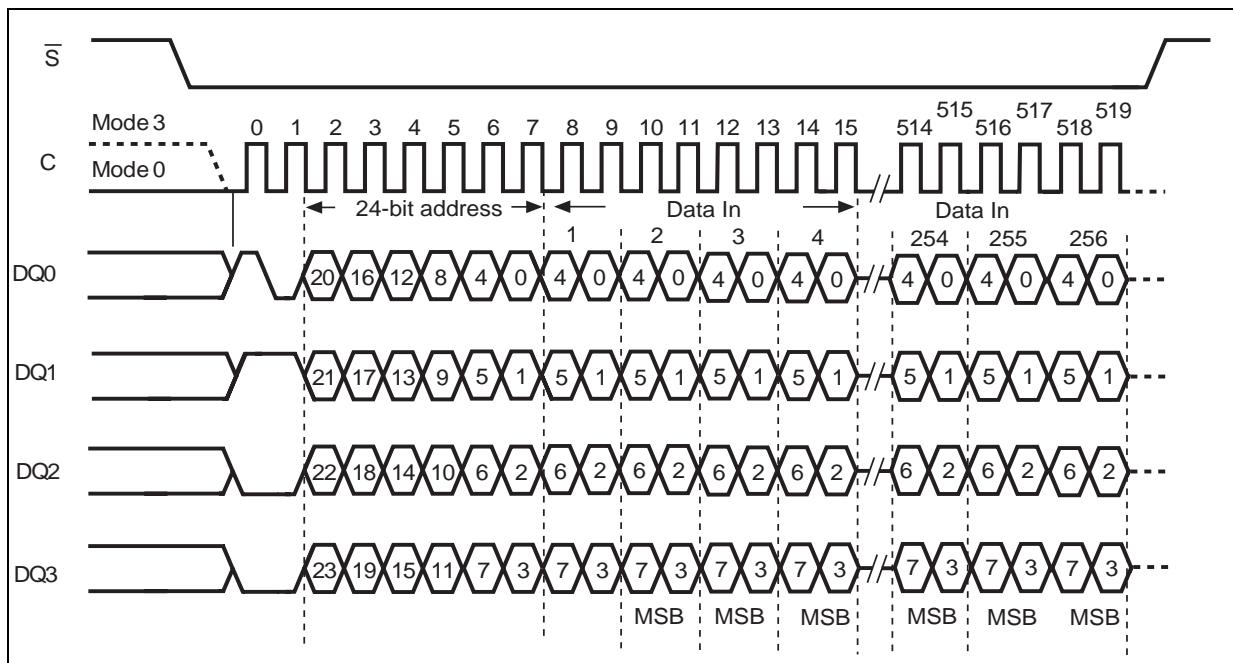 S
Mode 3
C
Mode 0
0 1 2 3 4 5 6 7 8 9 10 11 12 13 14 15 514 515 516 517 518 519
24-bit address Data In Data In
1 2 3 4 254 255 256
DQ0 20 16 12 8 4 0 4 0 4 0 4 0 4 0 4 0 4 0 4 0
DQ1 21 17 13 9 5 1 5 1 5 1 5 1 5 1 5 1 5 1 5 1
DQ2 22 18 14 10 6 2 6 2 6 2 6 2 6 2 6 2 6 2 6 2
DQ3 23 19 15 11 7 3 7 3 7 3 7 3 7 3 7 3 7 3 7 3
MSB MSB MSB MSB MSB MSB